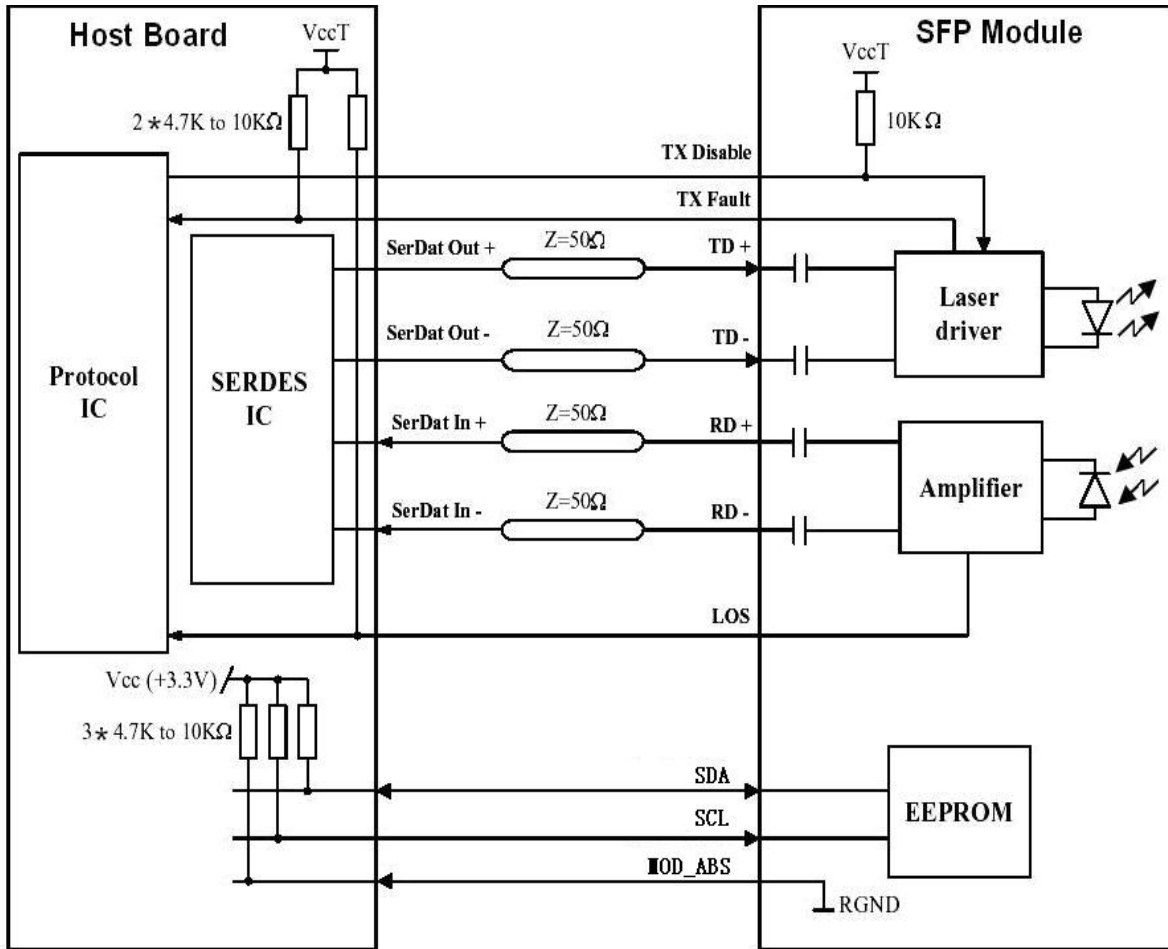 Host Board
SFP Module
VccT
VccT
2*4.7K to 10KΩ
10KΩ
TX Disable
TX Fault
SerDat Out +
Z=50Ω
TD +
Laser
driver
SerDat Out -
Z=50Ω
TD -
Protocol
IC
SERDES
IC
SerDat In +
Z=50Ω
RD +
Amplifier
SerDat In -
Z=50Ω
RD -
LOS
Vcc (+3.3V)
3*4.7K to 10KΩ
SDA
SCL
EEPROM
MOD_ABS
RGND